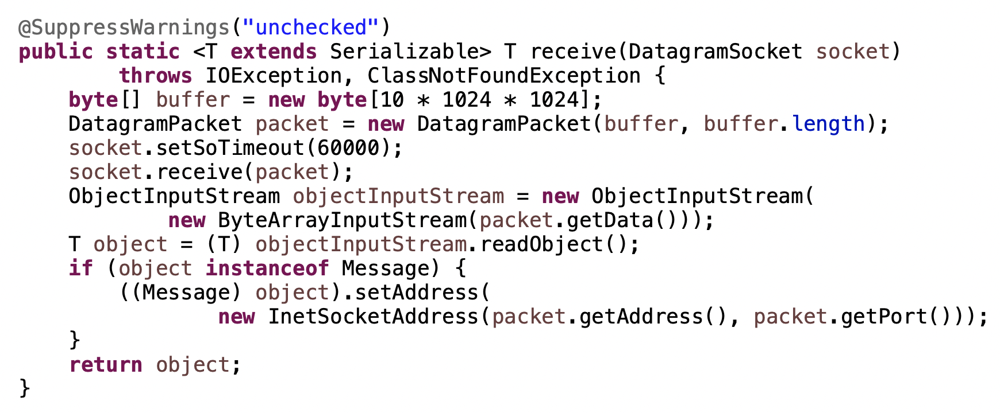 @SuppressWarnings("unchecked")
public static <T extends Serializable> T receive(DatagramSocket socket)
        throws IOException, ClassNotFoundException {
    byte[] buffer = new byte[10 * 1024 * 1024];
    DatagramPacket packet = new DatagramPacket(buffer, buffer.length);
    socket.setSoTimeout(60000);
    socket.receive(packet);
    ObjectInputStream objectInputStream = new ObjectInputStream(
            new ByteArrayInputStream(packet.getData()));
    T object = (T) objectInputStream.readObject();
    if (object instanceof Message) {
        ((Message) object).setAddress(
                new InetSocketAddress(packet.getAddress(), packet.getPort()));
    }
    return object;
}